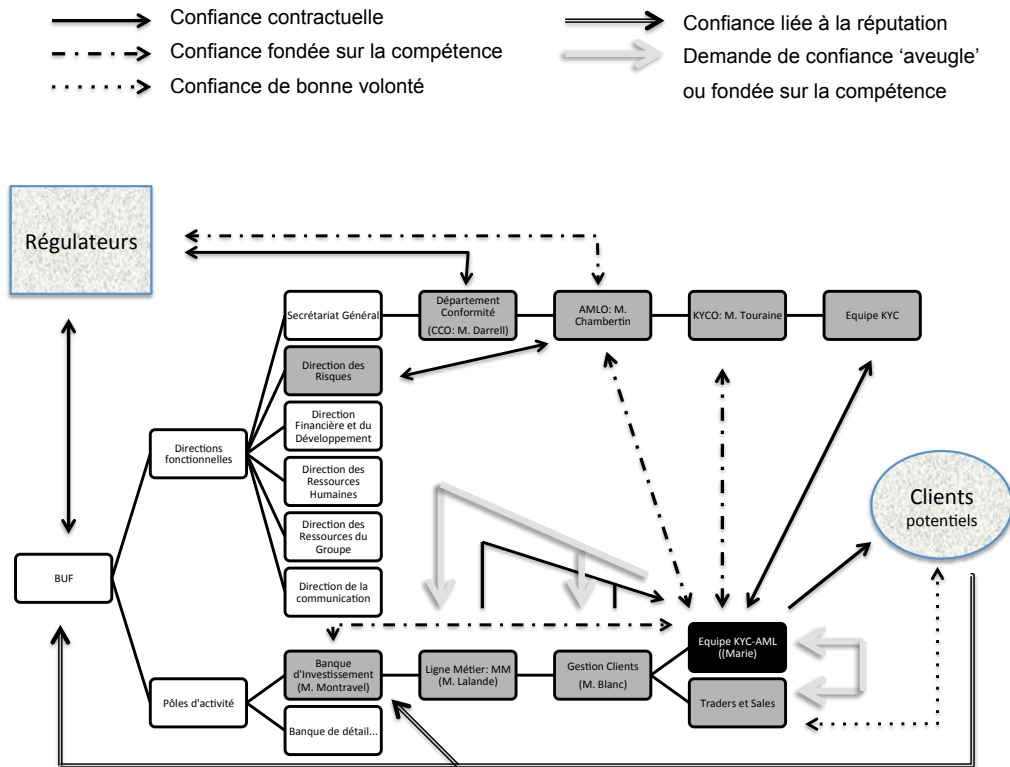 Confiance contractuelle
Confiance fondée sur la compétence
Confiance de bonne volonté
Confiance liée à la réputation
Demande de confiance ‘aveugle’
ou fondée sur la compétence
Régulateurs
Secrétariat Général
Département
Conformité
(CCO: M. Darrell)
AMLO: M.
Chambertin
KYCO: M. Touraine
Equipe KYC
Direction des
Risques
Direction
Financière et du
Développement
Directions
fonctionnelles
Direction des
Ressources
Humaines
Direction des
Ressources du
Groupe
Direction de la
communication
Clients
potentiels
BUF
Equipe KYC-AML
((Marie)
Pôles d'activité
Banque
d'Investissement
(M. Montravel)
Ligne Métier: MM
(M. Lalande)
Gestion Clients
(M. Blanc)
Traders et Sales
Banque de détail...